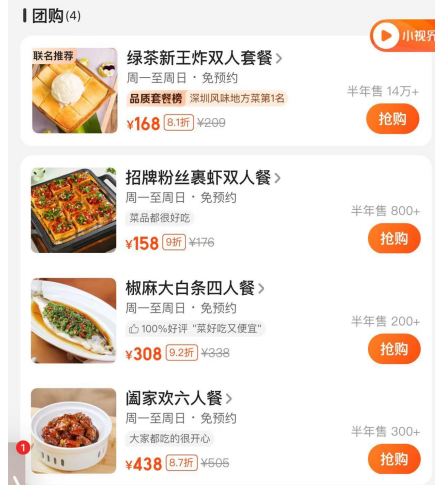 团购(4)
小视界
联名推荐
绿茶新王炸双人套餐
周一至周日 · 免预约
品质套餐榜 深圳风味地方菜第1名
半年售 14万+
¥168 8.1折 ¥209
抢购
招牌粉丝裹虾双人餐
周一至周日 · 免预约
菜品都很好吃
半年售 800+
¥158 9折 ¥176
抢购
椒麻大白条四人餐
周一至周日 · 免预约
100%好评 “菜好吃又便宜”
半年售 200+
¥308 9.2折 ¥338
抢购
阖家欢六人餐
周一至周日 · 免预约
大家都吃的很开心
半年售 300+
¥438 8.7折 ¥505
抢购
1